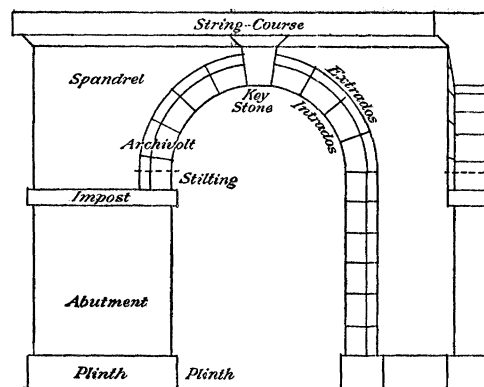 String-Course
Spandrel
Key
Stone
Extrados
Intrados
Archivolt
Stilting
Impost
Abutment
Plinth
Plinth